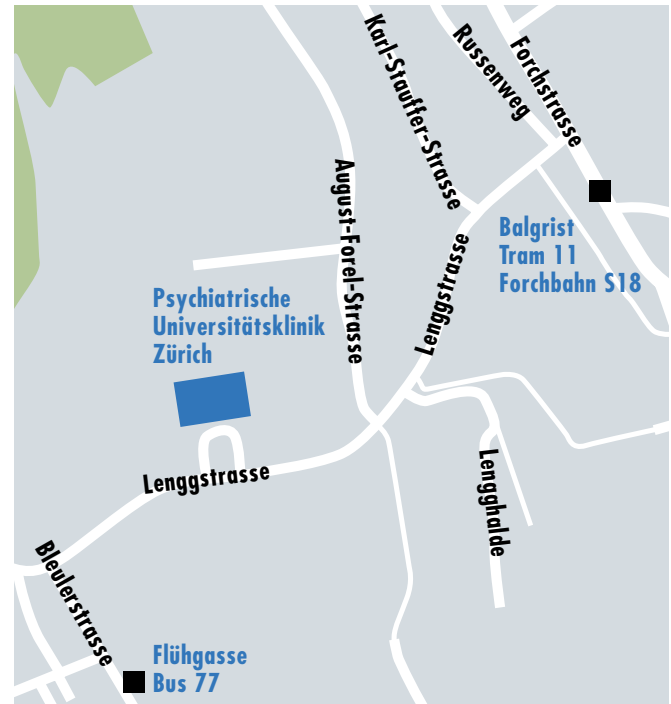 Karl-Stauffer-Strasse
Russenweg
Forchstrasse
August-Forel-Strasse
Lenggstrasse
Balgrist
Tram 11
Forchbahn S18
Psychiatrische
Universitätsklinik
Zürich
Lenggstrasse
Lengghalde
Bleulerstrasse
Flühgasse
Bus 77